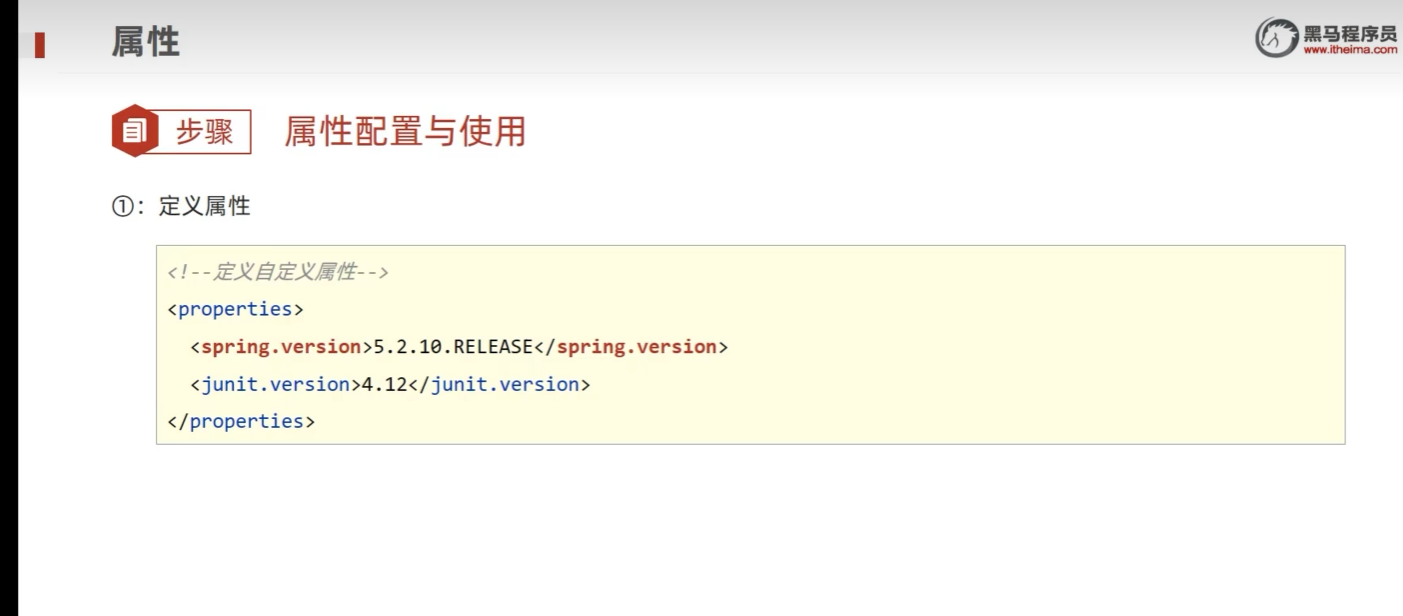 属性
黑马程序员
www.itheima.com
步骤 属性配置与使用
①：定义属性
<!--定义自定义属性-->
<properties>
  <spring.version>5.2.10.RELEASE</spring.version>
  <junit.version>4.12</junit.version>
</properties>